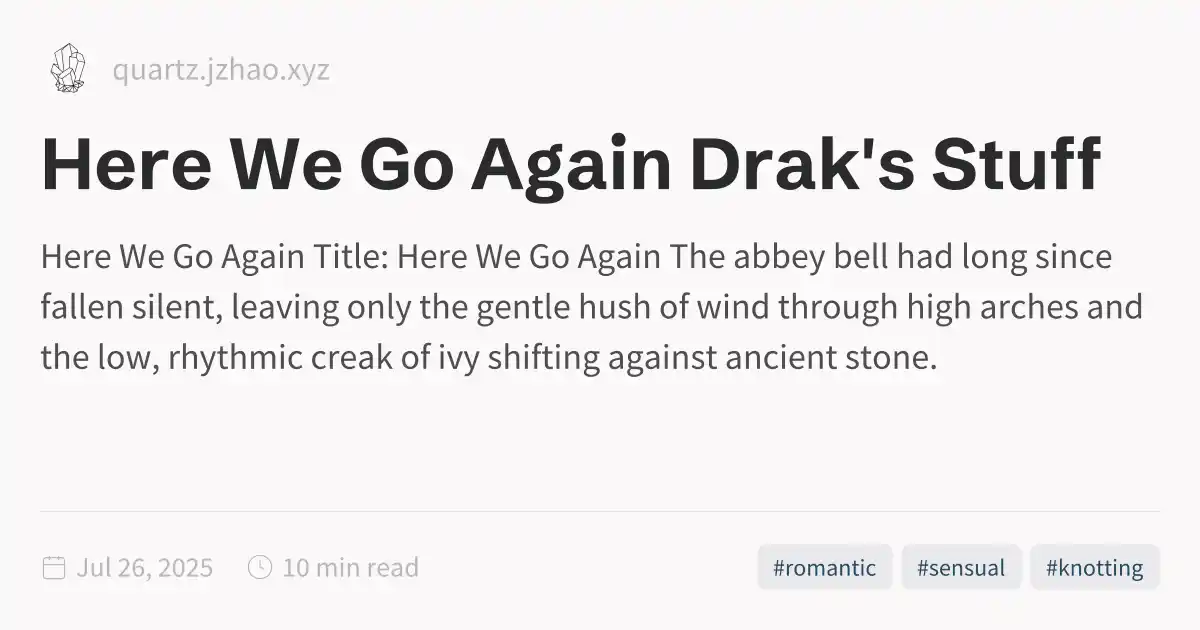 quartz.jzhao.xyz
Here We Go Again Drak's Stuff
Here We Go Again Title: Here We Go Again The abbey bell had long since
fallen silent, leaving only the gentle hush of wind through high arches and
the low, rhythmic creak of ivy shifting against ancient stone.
Jul 26, 2025 10 min read #romantic #sensual #knotting